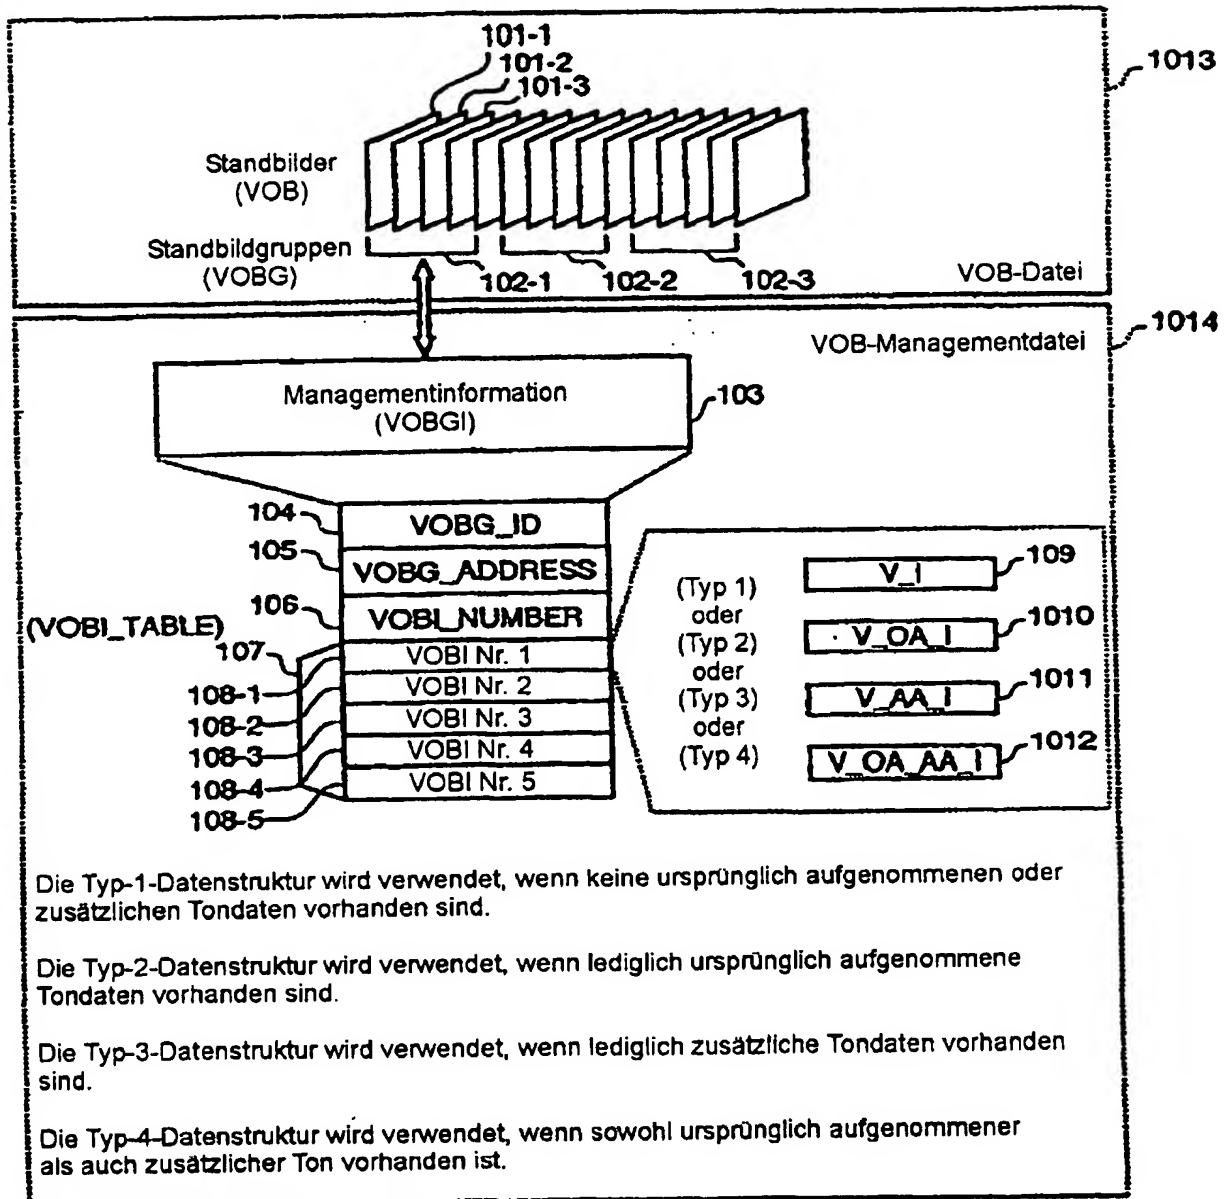 101-1
101-2
101-3
1013
Standbilder
(VOB)
Standbildgruppen
(VOBG)
102-1
102-2
102-3
VOB-Datei
1014
VOB-Managementdatei
Managementinformation
(VOBGI)
103
104
VOBG_ID
105
VOBG_ADDRESS
106
VOBI_NUMBER
(VOBI_TABLE)
107
VOBI Nr. 1
108-1
VOBI Nr. 2
108-2
VOBI Nr. 3
108-3
VOBI Nr. 4
108-4
VOBI Nr. 5
108-5
(Typ 1)
oder
(Typ 2)
oder
(Typ 3)
oder
(Typ 4)
V_I
109
V_OA_I
1010
V_AA_I
1011
V_OA_AA_I
1012
Die Typ-1-Datenstruktur wird verwendet, wenn keine ursprünglich aufgenommenen oder
zusätzlichen Tondaten vorhanden sind.
Die Typ-2-Datenstruktur wird verwendet, wenn lediglich ursprünglich aufgenommene
Tondaten vorhanden sind.
Die Typ-3-Datenstruktur wird verwendet, wenn lediglich zusätzliche Tondaten vorhanden
sind.
Die Typ-4-Datenstruktur wird verwendet, wenn sowohl ursprünglich aufgenommener
als auch zusätzlicher Ton vorhanden ist.